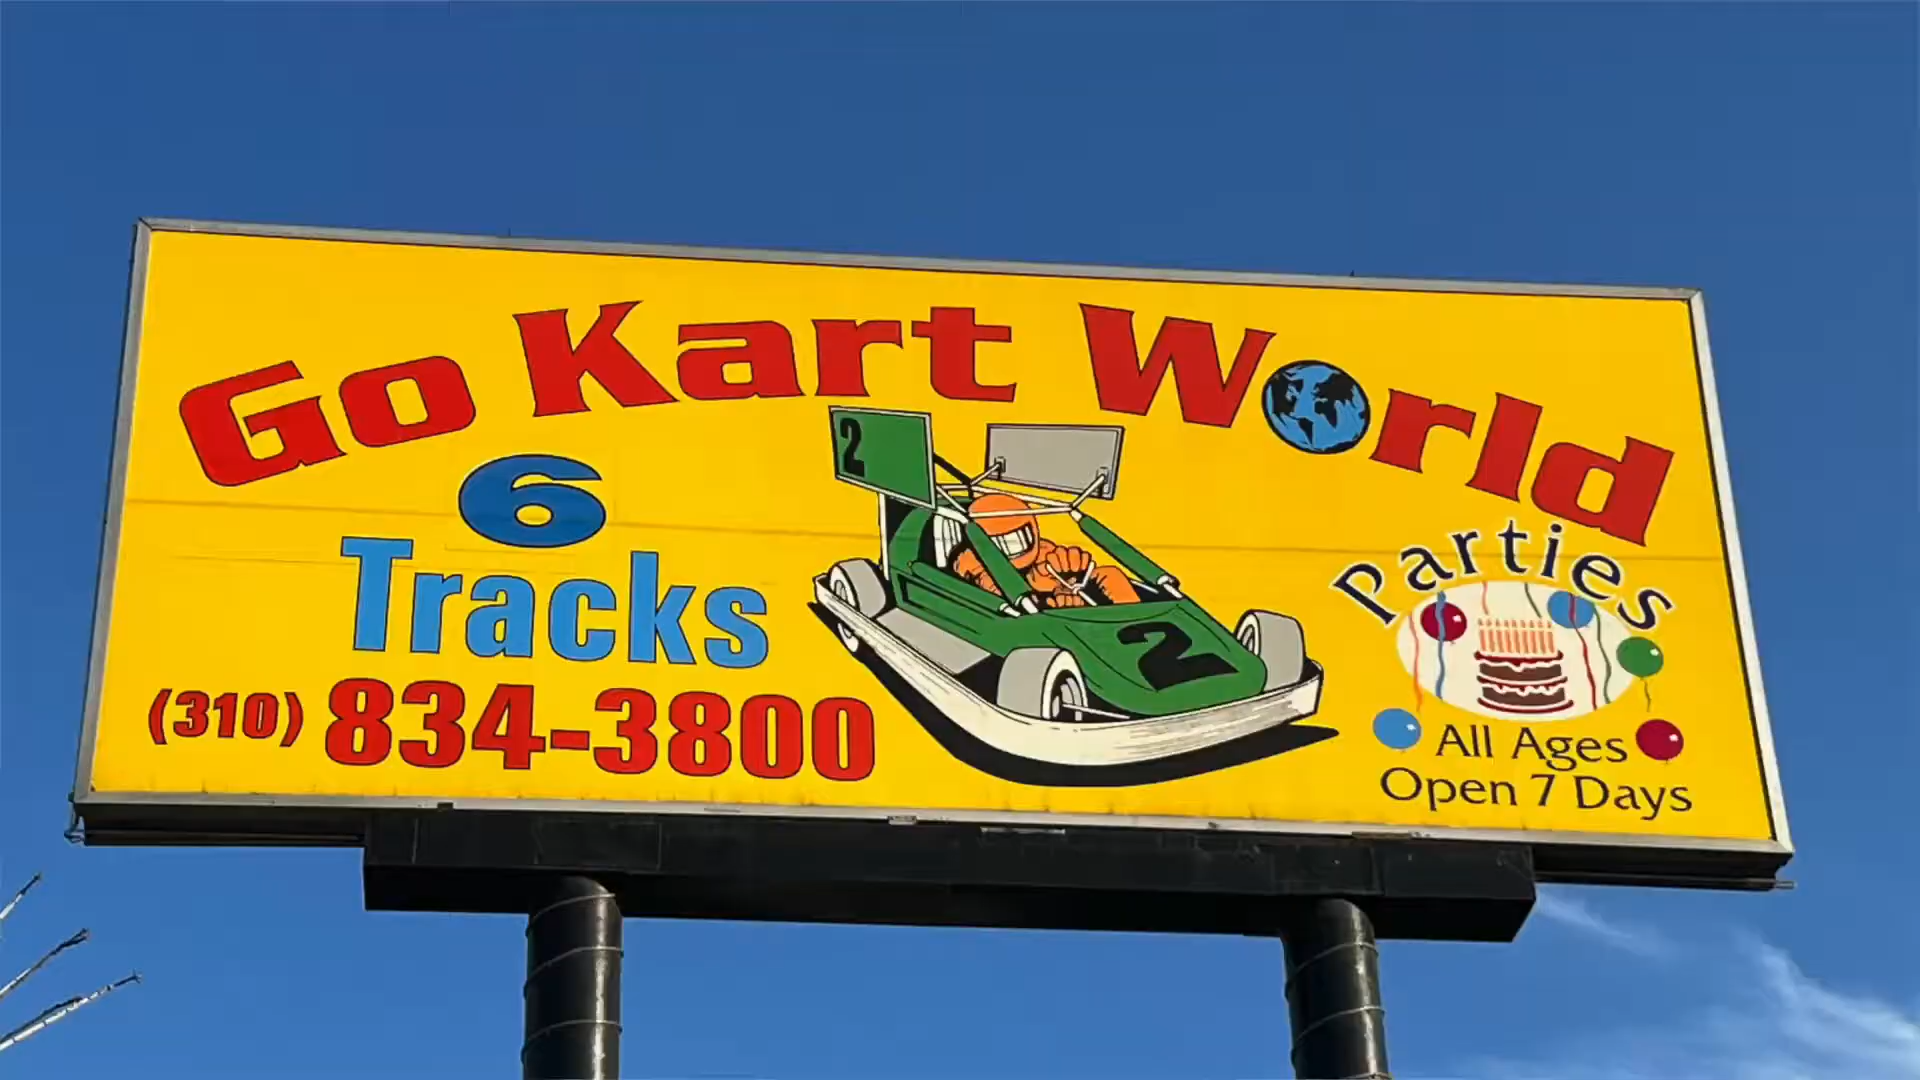 Go Kart World
6
Tracks
(310) 834-3800
2
2
Parties
All Ages
Open 7 Days